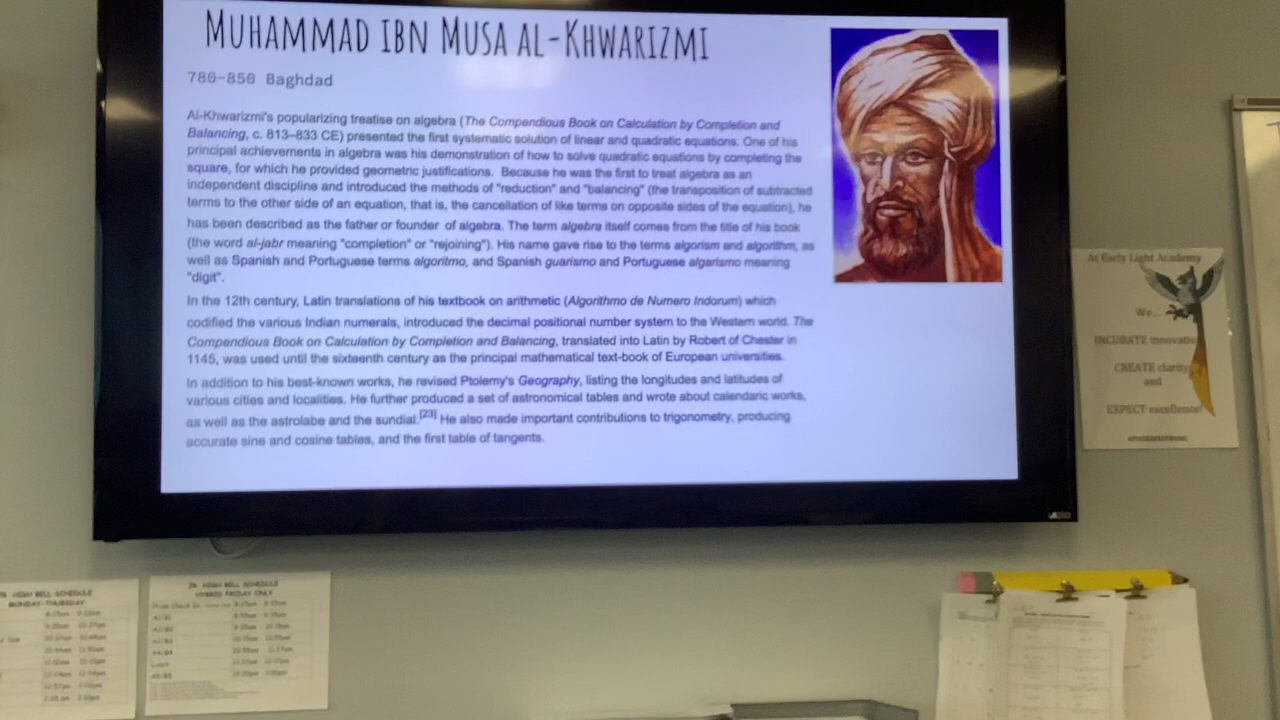 MUHAMMAD IBN MUSA AL-KHWARIZMI
780-850 Baghdad
Al-Khwarizmi's popularizing treatise on algebra (The Compendious Book on Calculation by Completion and
Balancing, c. 813–833 CE) presented the first systematic solution of linear and quadratic equations. One of his
principal achievements in algebra was his demonstration of how to solve quadratic equations by completing the
square, for which he provided geometric justifications. Because he was the first to treat algebra as an
independent discipline and introduced the methods of "reduction" and "balancing" (the transposition of subtracted
terms to the other side of an equation, that is, the cancellation of like terms on opposite sides of the equation), he
has been described as the father or founder of algebra. The term algebra itself comes from the title of his book
(the word al-jabr meaning "completion" or "rejoining"). His name gave rise to the terms algorism and algorithm, as
well as Spanish and Portuguese terms algoritmo, and Spanish guarismo and Portuguese algarismo meaning
"digit".
In the 12th century, Latin translations of his textbook on arithmetic (Algorithmo de Numero Indorum) which
codified the various Indian numerals, introduced the decimal positional number system to the Western world. The
Compendious Book on Calculation by Completion and Balancing, translated into Latin by Robert of Chester in
1145, was used until the sixteenth century as the principal mathematical text-book of European universities.
In addition to his best-known works, he revised Ptolemy's Geography, listing the longitudes and latitudes of
various cities and localities. He further produced a set of astronomical tables and wrote about calendaric works,
as well as the astrolabe and the sundial.[23] He also made important contributions to trigonometry, producing
accurate sine and cosine tables, and the first table of tangents.
At Early Light Academy
We...
INCUBATE innovatio
CREATE clarity
and
EXPECT excellence!
HIGH BELL SCHEDULE
MONDAY-THURSDAY
JR HIGH BELL SCHEDULE
HYBRID FRIDAY ONLY